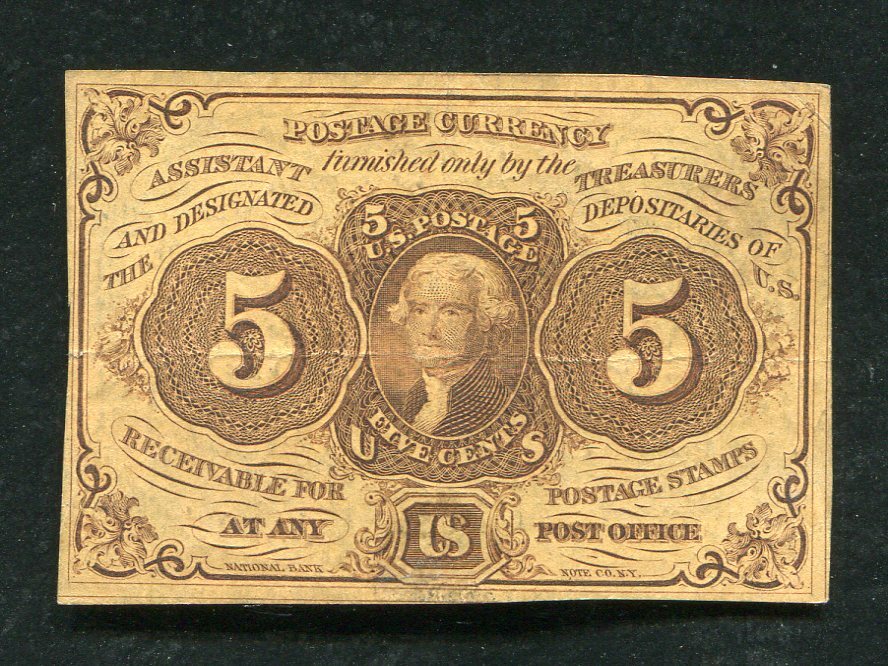 POSTAGE CURRENCY
furnished only by the
ASSISTANT TREASURERS
AND DESIGNATED DEPOSITARIES OF
THE U.S.
5 5
U.S. POSTAGE
5 5
FIVE CENTS
U S
RECEIVABLE FOR POSTAGE STAMPS
AT ANY US POST OFFICE
NATIONAL BANK NOTE CO. N.Y.